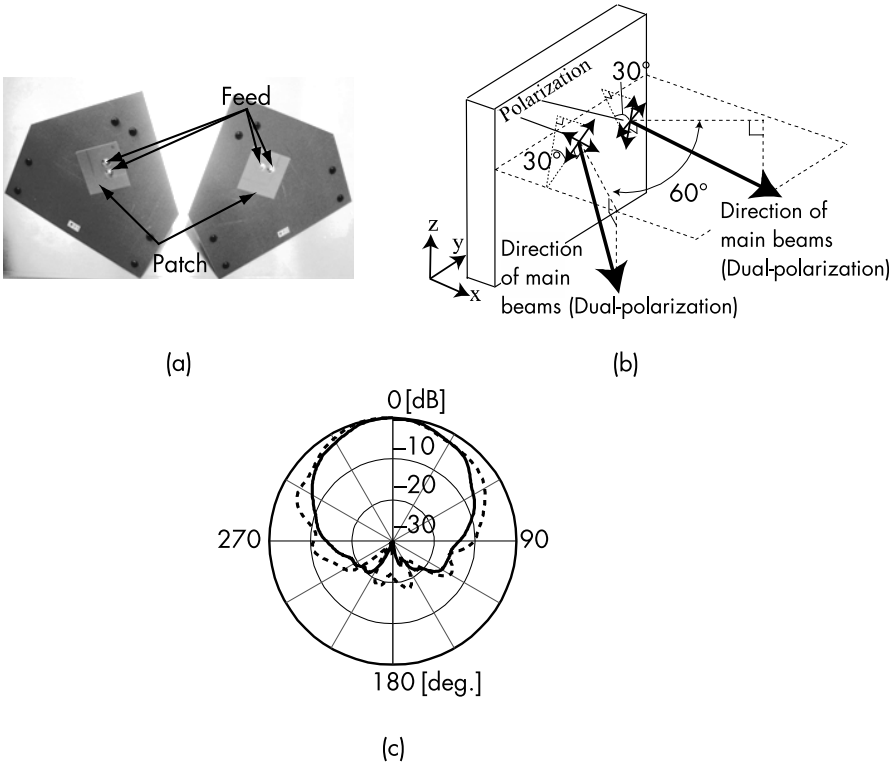 Feed
Patch
(a)
30°
Polarization
30°
60°
z
y
x
Direction of
main beams
(Dual-polarization)
Direction
of main
beams (Dual-polarization)
(b)
0 [dB]
–10
–20
–30
270
90
180 [deg.]
(c)